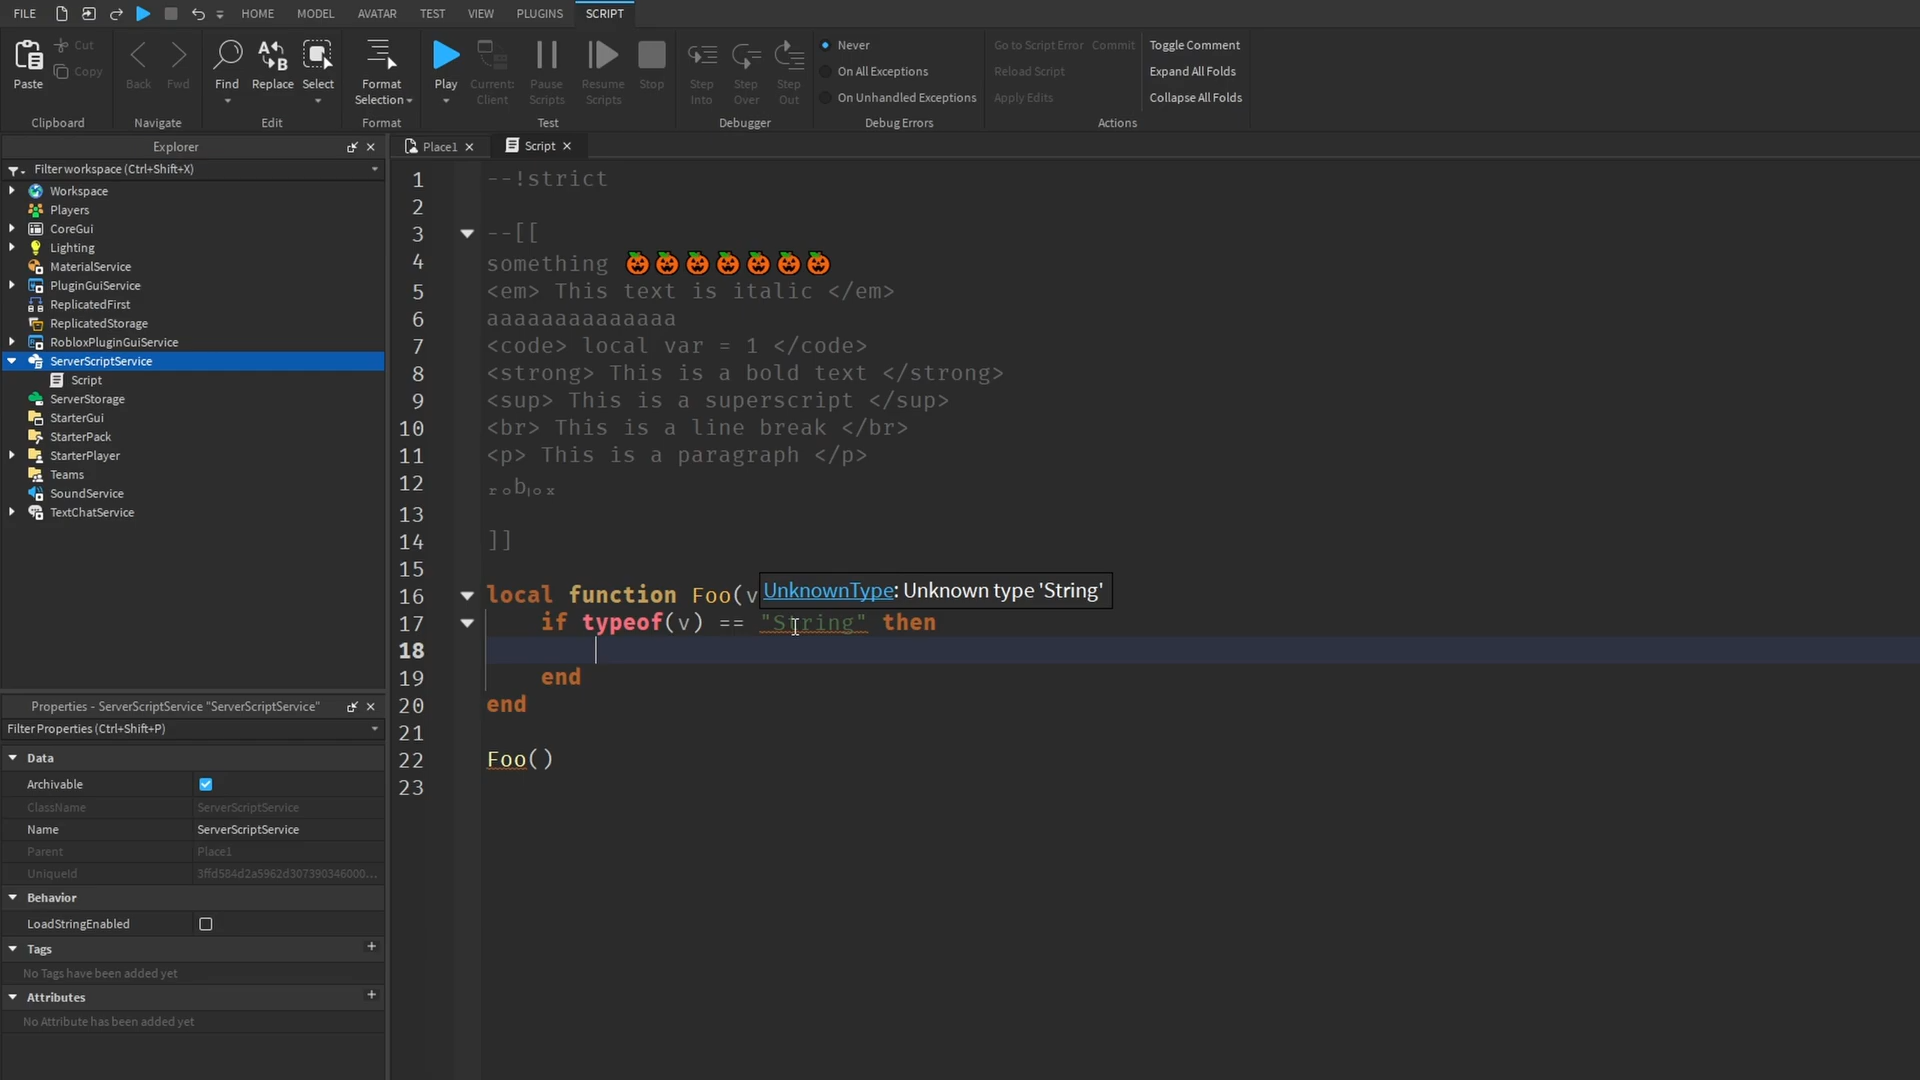 FILE HOME MODEL AVATAR TEST VIEW PLUGINS SCRIPT
Paste Cut Copy Clipboard
Back Fwd Navigate
Find Replace Select Edit
Format Selection Format
Play Current: Client Pause Scripts Resume Scripts Stop Test
Step Into Step Over Step Out Debugger
Never
On All Exceptions
On Unhandled Exceptions
Debug Errors
Go to Script Error Commit
Reload Script
Apply Edits
Toggle Comment
Expand All Folds
Collapse All Folds
Actions
Explorer
Filter workspace (Ctrl+Shift+X)
Workspace
Players
CoreGui
Lighting
MaterialService
PluginGuiService
ReplicatedFirst
ReplicatedStorage
RobloxPluginGuiService
ServerScriptService
Script
ServerStorage
StarterGui
StarterPack
StarterPlayer
Teams
SoundService
TextChatService
Properties - ServerScriptService "ServerScriptService"
Filter Properties (Ctrl+Shift+P)
Data
Archivable
ClassName ServerScriptService
Name ServerScriptService
Parent Place1
UniqueId 3ffd584d2a5962d307390346000...
Behavior
LoadStringEnabled
Tags +
No Tags have been added yet
Attributes +
No Attribute has been added yet
Place1 × Script ×
1 --!strict
2
3 --[[
4 something 🎃🎃🎃🎃🎃🎃🎃
5 <em> This text is italic </em>
6 aaaaaaaaaaaaaa
7 <code> local var = 1 </code>
8 <strong> This is a bold text </strong>
9 <sup> This is a superscript </sup>
10 <br> This is a line break </br>
11 <p> This is a paragraph </p>
12 ᵣₒbₗₒₓ
13
14 ]]
15
16 local function Foo(v
UnknownType: Unknown type 'String'
17 if typeof(v) == "String" then
18
19 end
20 end
21
22 Foo()
23